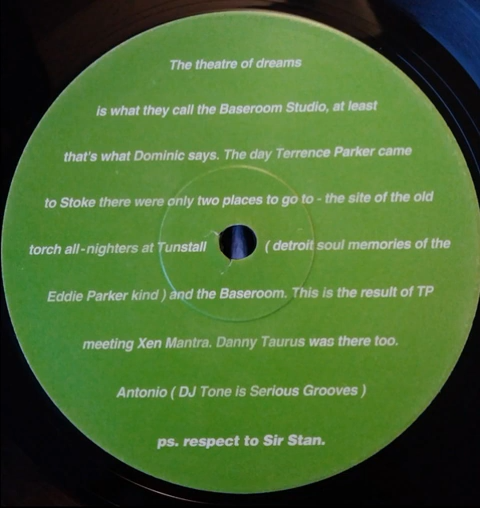 The theatre of dreams
is what they call the Baseroom Studio, at least
that's what Dominic says. The day Terrence Parker came
to Stoke there were only two places to go to - the site of the old
torch all-nighters at Tunstall ( detroit soul memories of the
Eddie Parker kind ) and the Baseroom. This is the result of TP
meeting Xen Mantra. Danny Taurus was there too.
Antonio ( DJ Tone is Serious Grooves )
ps. respect to Sir Stan.